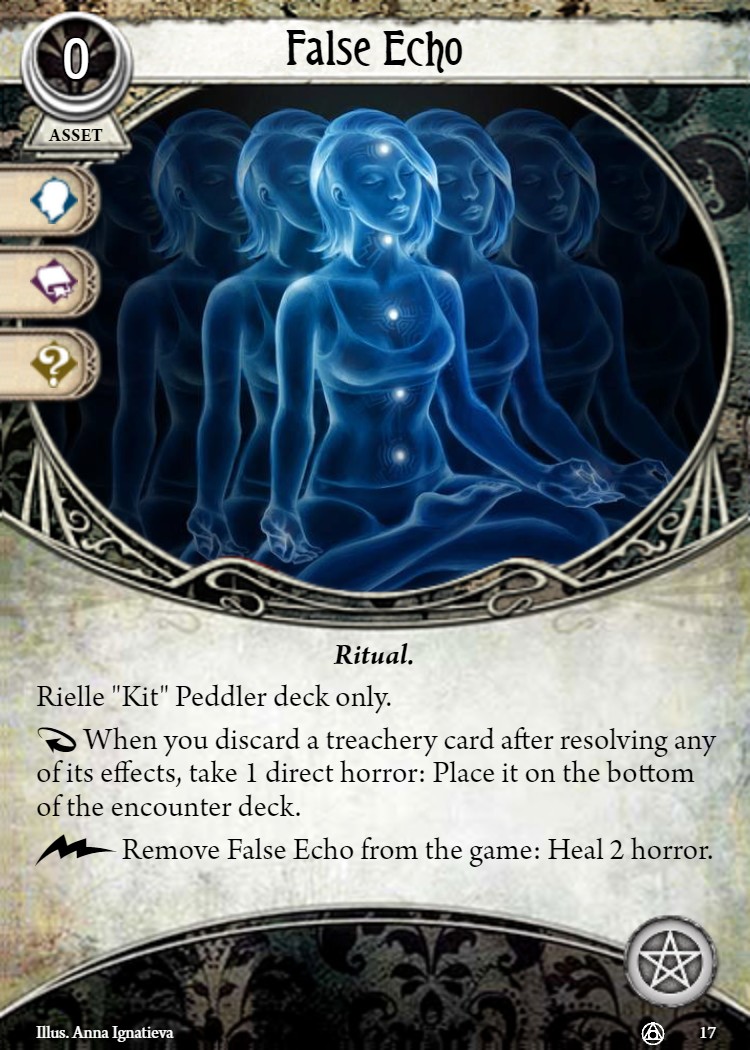 0
False Echo
ASSET
?
Ritual.
Rielle "Kit" Peddler deck only.
When you discard a treachery card after resolving any
of its effects, take 1 direct horror: Place it on the bottom
of the encounter deck.
Remove False Echo from the game: Heal 2 horror.
Illus. Anna Ignatieva
17